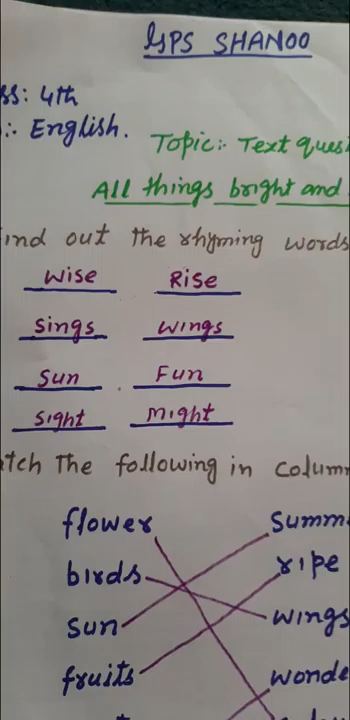 GPS SHANOO
ss: 4th
:. English.
Topic:- Text ques
All things bright and
ind out the rhyming words
Wise Rise
Sings Wings
Sun Fun
Sight Might
atch The following in colum
flower Summ
birds ripe
sun wings
fruits wonde